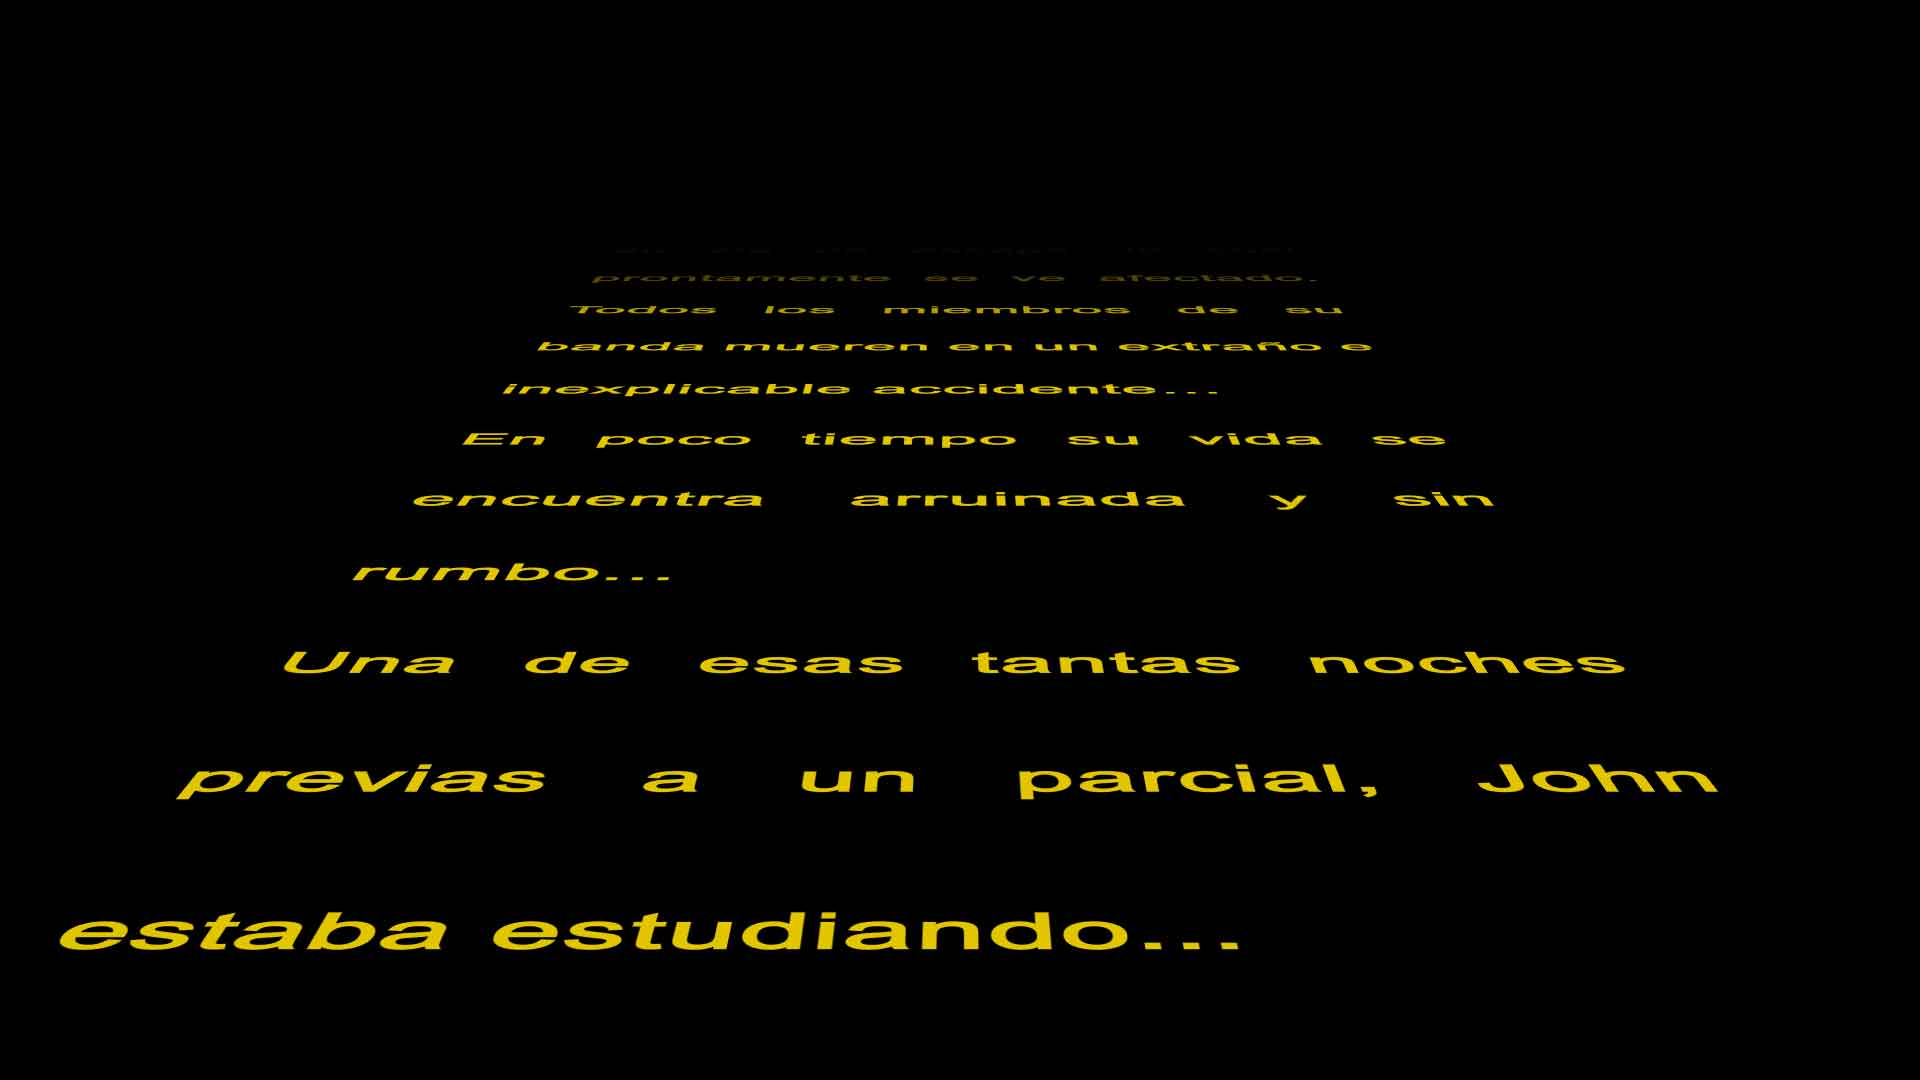 prontamente se ve afectado.
Todos los miembros de su
banda mueren en un extraño e
inexplicable accidente...
En poco tiempo su vida se
encuentra arruinada y sin
rumbo...
Una de esas tantas noches
previas a un parcial, John
estaba estudiando...